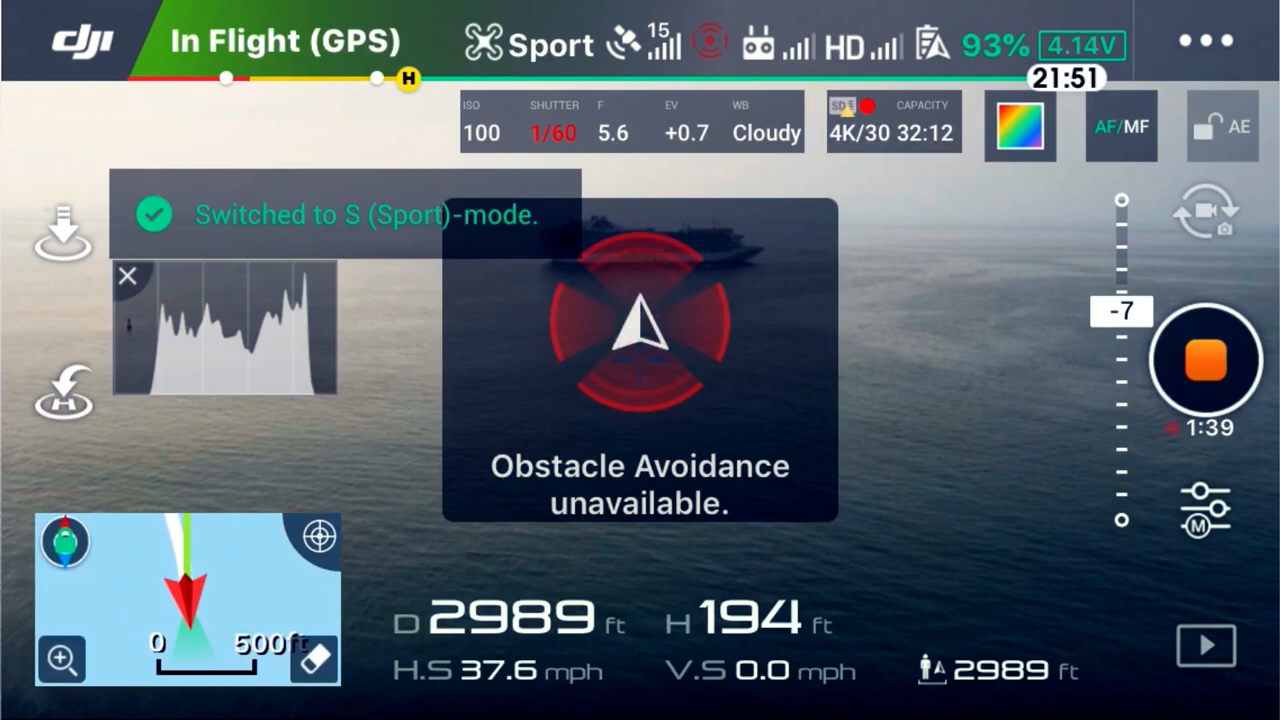 dji In Flight (GPS) Sport 15 HD 93% 4.14V
H 21:51
ISO SHUTTER F EV WB SD CAPACITY
100 1/60 5.6 +0.7 Cloudy 4K/30 32:12 AF/MF AE
Switched to S (Sport)-mode.
-7
H
1:39
Obstacle Avoidance
unavailable.
M
0 500ft
D 2989 ft H 194 ft
H.S 37.6 mph V.S 0.0 mph 2989 ft